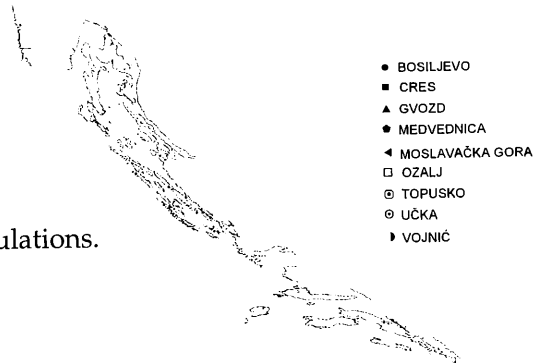 BOSILJEVO
CRES
GVOZD
MEDVEDNICA
MOSLAVAČKA GORA
OZALJ
TOPUSKO
UČKA
VOJNIĆ
ulations.